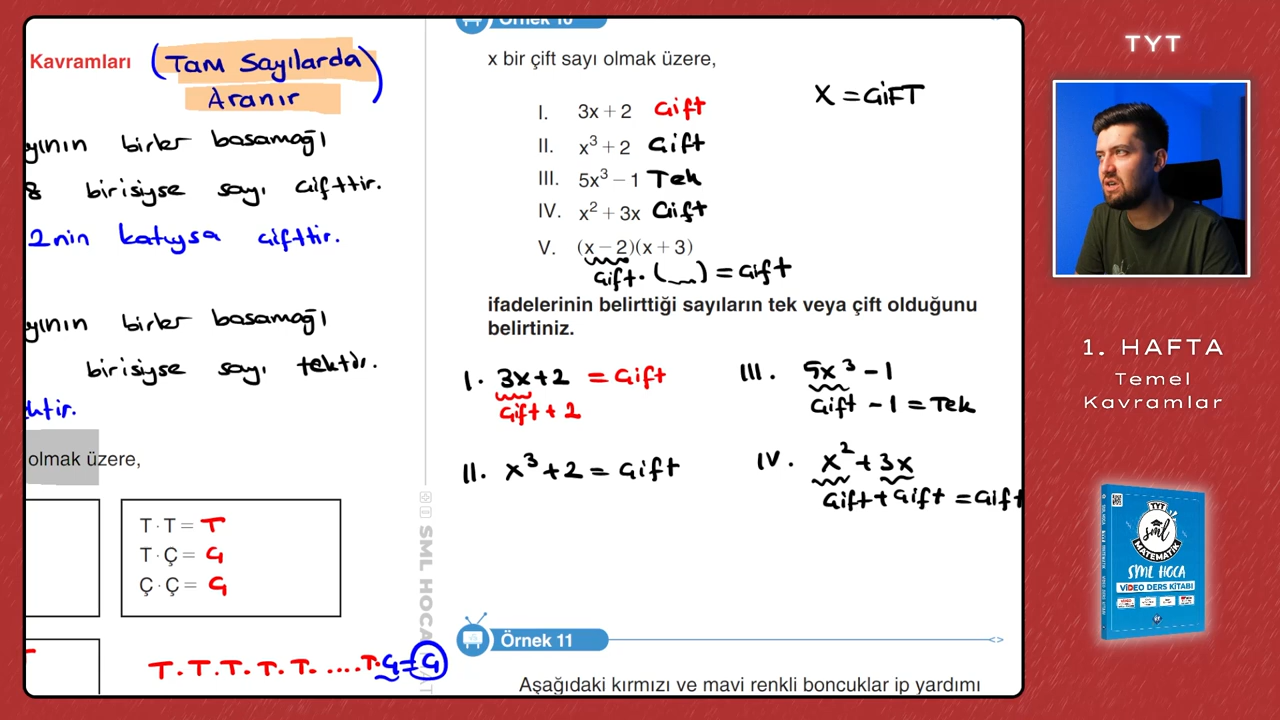 Kavramları (Tam Sayılarda
Aranır)
yının birler basamağı
8 birisiyse sayı çifttir.
2nin katıysa çifttir.
yının birler basamağı
birisiyse sayı tektir.
ktir.
olmak üzere,
T · T = T
T · Ç = Ç
Ç · Ç = Ç
T.T.T.T.T.....T.Ç=Ç
Örnek 10
x bir çift sayı olmak üzere,
X = ÇİFT
I. 3x + 2 Çift
II. x³ + 2 Çift
III. 5x³ − 1 Tek
IV. x² + 3x Çift
V. (x − 2)(x + 3)
Çift . (__) = Çift
ifadelerinin belirttiği sayıların tek veya çift olduğunu
belirtiniz.
I. 3x+2 = Çift
Çift + 2
II. x³ + 2 = Çift
III. 5x³ − 1
Çift − 1 = Tek
IV. x² + 3x
Çift + Çift = Çift
SML HOCA
Örnek 11
Aşağıdaki kırmızı ve mavi renkli boncuklar ip yardımı
TYT
1. HAFTA
Temel
Kavramlar
TYT
sml
MATEMATİK
SML HOCA
VİDEO DERS KİTABI